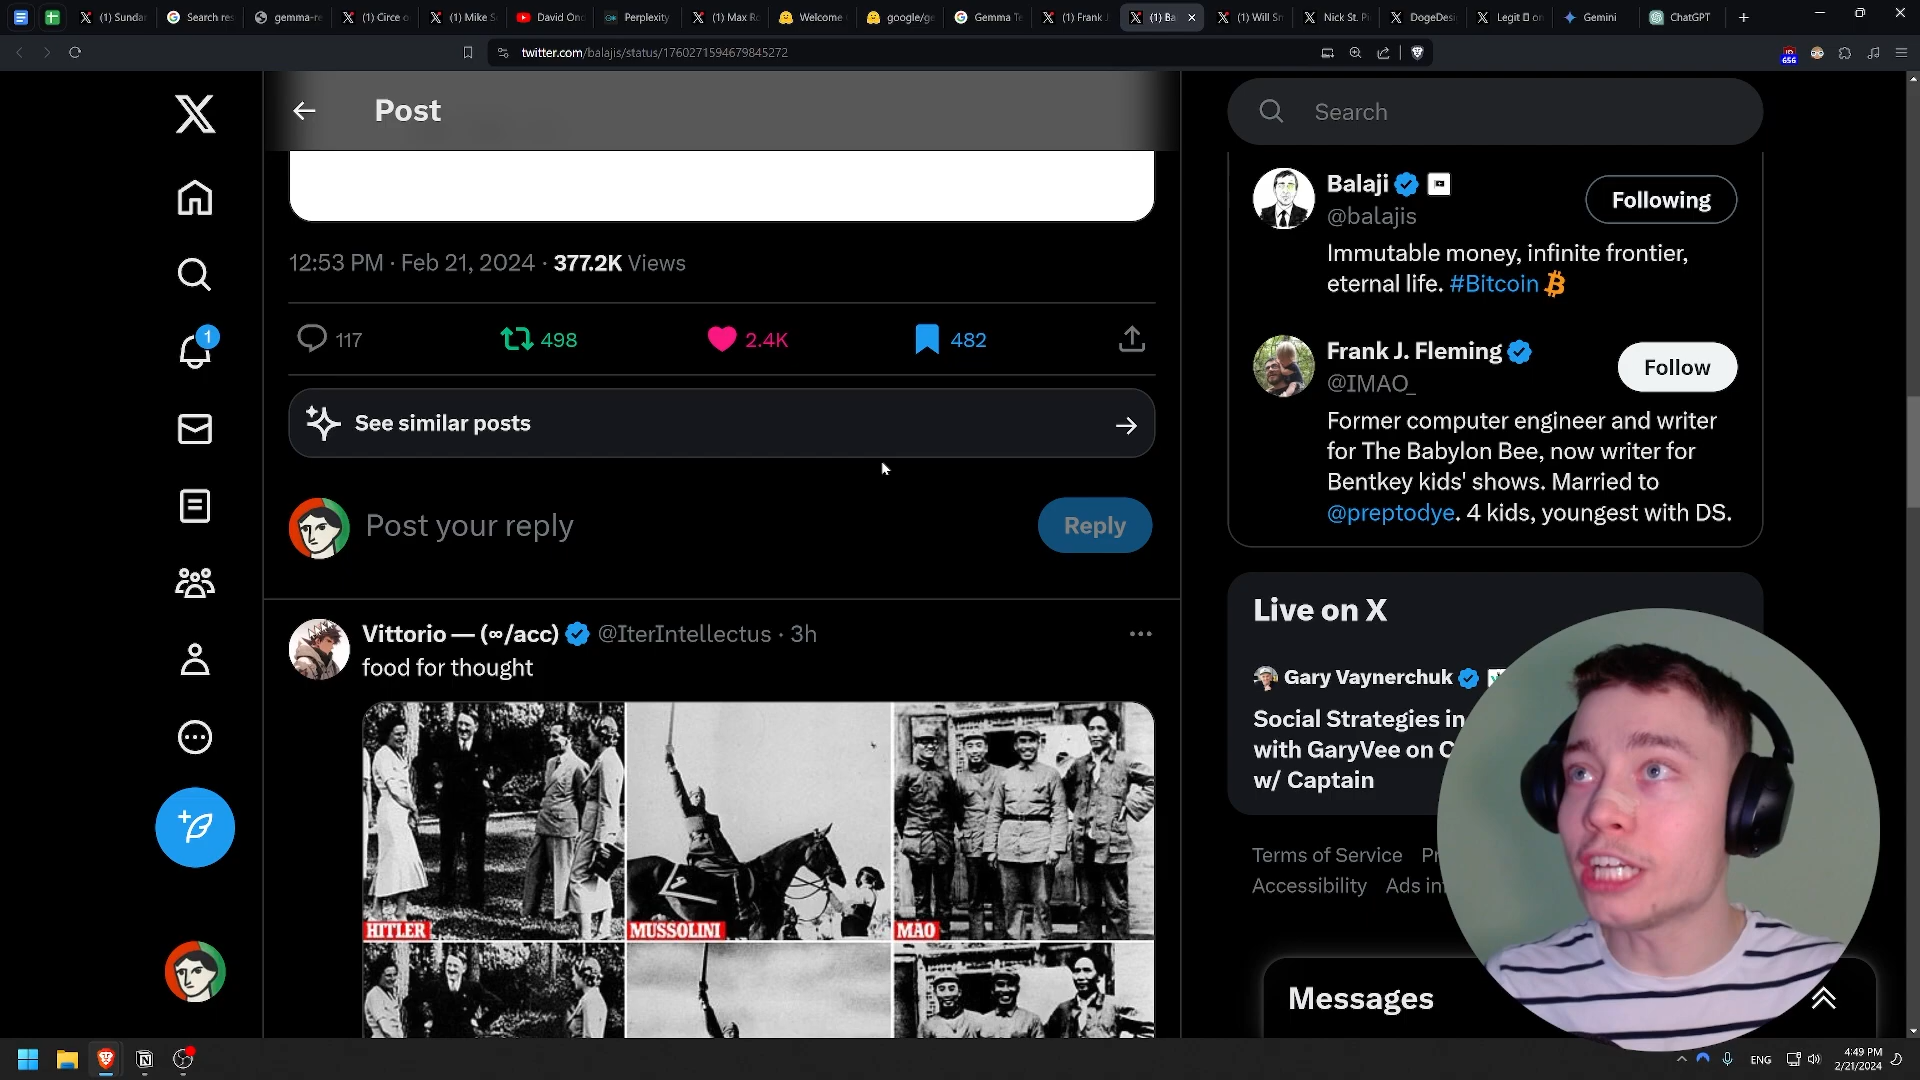 (1) Sundar
Search res
gemma-re
(1) Circe o
(1) Mike S
David Ond
Perplexity
(1) Max Ro
Welcome
google/ge
Gemma Te
(1) Frank J
(1) Ba
(1) Will Sm
Nick St. Pi
DogeDesi
Legit
Gemini
ChatGPT
twitter.com/balajis/status/1760271594679845272
656
Post
12:53 PM · Feb 21, 2024 · 377.2K Views
117
498
2.4K
482
See similar posts
Post your reply
Reply
1
Vittorio — (∞/acc) @IterIntellectus · 3h
food for thought
HITLER
MUSSOLINI
MAO
Search
Balaji
@balajis
Following
Immutable money, infinite frontier,
eternal life. #Bitcoin
Frank J. Fleming
@IMAO_
Follow
Former computer engineer and writer
for The Babylon Bee, now writer for
Bentkey kids' shows. Married to
@preptodye. 4 kids, youngest with DS.
Live on X
Gary Vaynerchuk
Social Strategies in
with GaryVee on C
w/ Captain
Terms of Service Pr
Accessibility Ads in
Messages
ENG
4:49 PM
2/21/2024